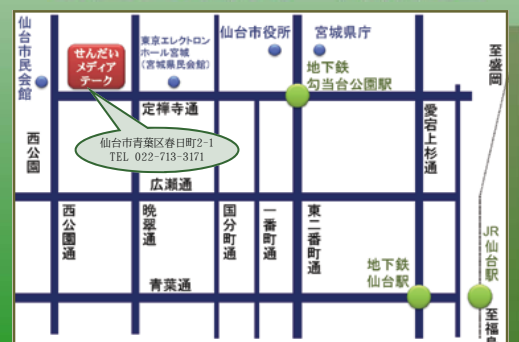 仙台市民会館
せんだい
メディア
テーク
東京エレクトロン
ホール宮城
(宮城県民会館)
仙台市役所
宮城県庁
至盛岡
地下鉄
勾当台公園駅
定禅寺通
愛宕上杉通
西公園
仙台市青葉区春日町2-1
TEL 022-713-3171
広瀬通
西公園通
晩翠通
国分町通
一番町通
東二番町通
JR仙台駅
地下鉄
仙台駅
青葉通
至福島